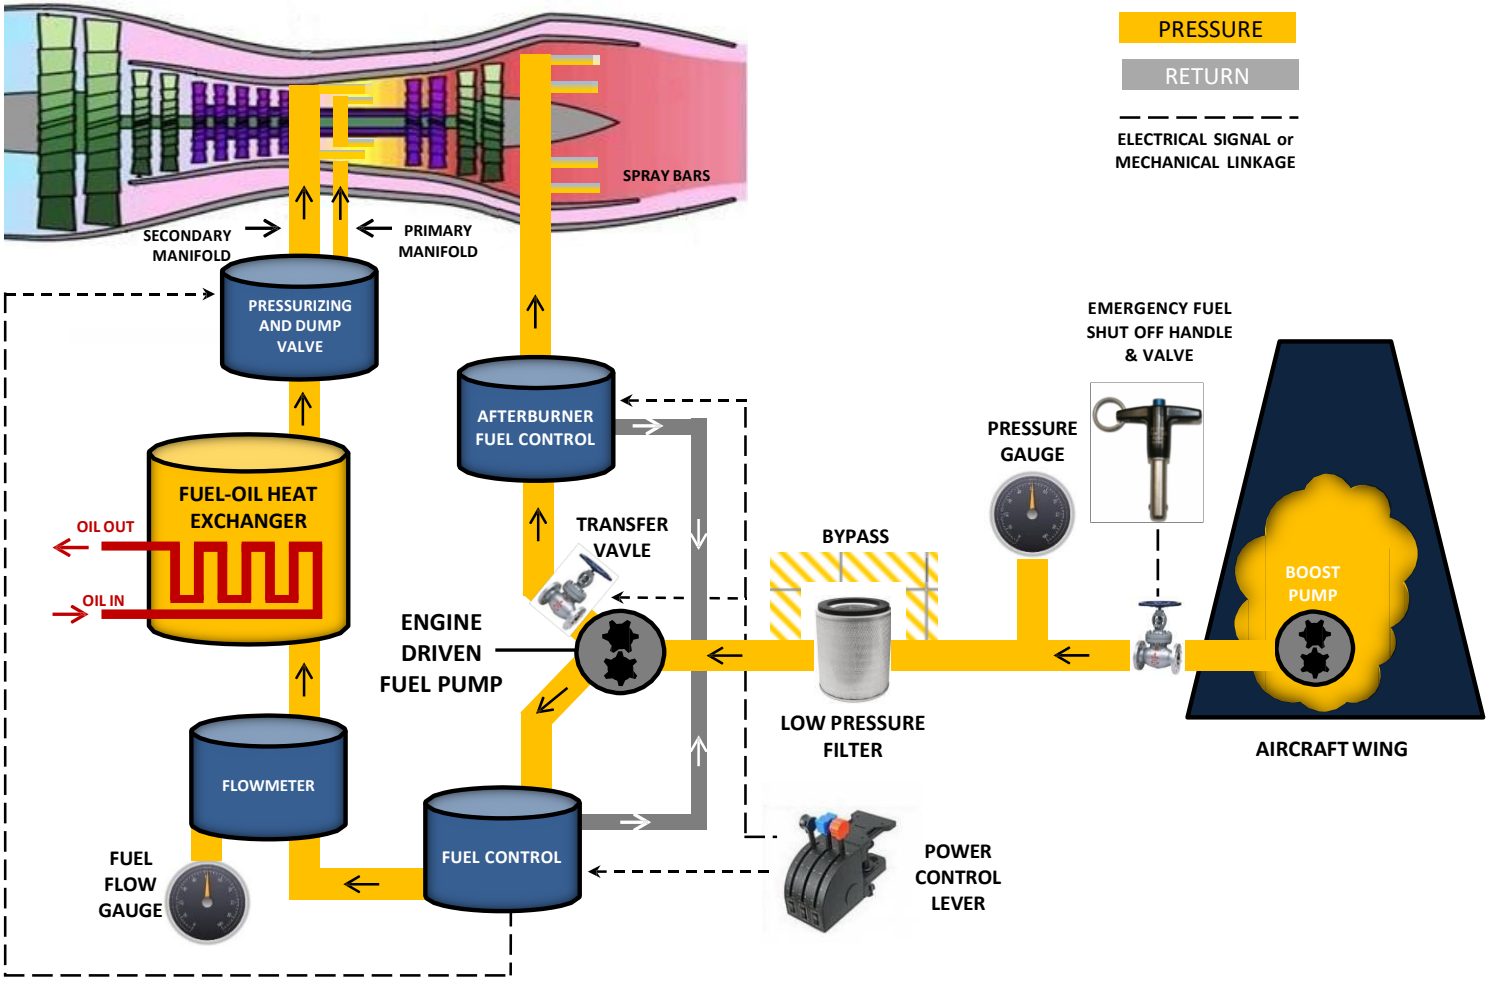 PRESSURE
RETURN
ELECTRICAL SIGNAL or
MECHANICAL LINKAGE
SPRAY BARS
SECONDARY
MANIFOLD
PRIMARY
MANIFOLD
PRESSURIZING
AND DUMP
VALVE
EMERGENCY FUEL
SHUT OFF HANDLE
& VALVE
AFTERBURNER
FUEL CONTROL
PRESSURE
GAUGE
FUEL-OIL HEAT
EXCHANGER
OIL OUT
OIL IN
TRANSFER
VAVLE
BYPASS
BOOST
PUMP
ENGINE
DRIVEN
FUEL PUMP
LOW PRESSURE
FILTER
AIRCRAFT WING
FLOWMETER
FUEL
FLOW
GAUGE
FUEL CONTROL
POWER
CONTROL
LEVER